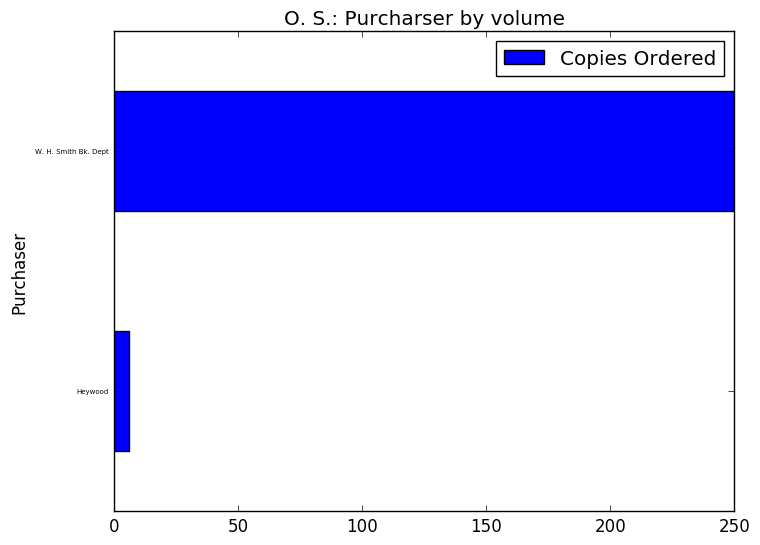 O. S.: Purcharser by volume
Copies Ordered
W. H. Smith Bk. Dept
Purchaser
Heywood
0 50 100 150 200 250